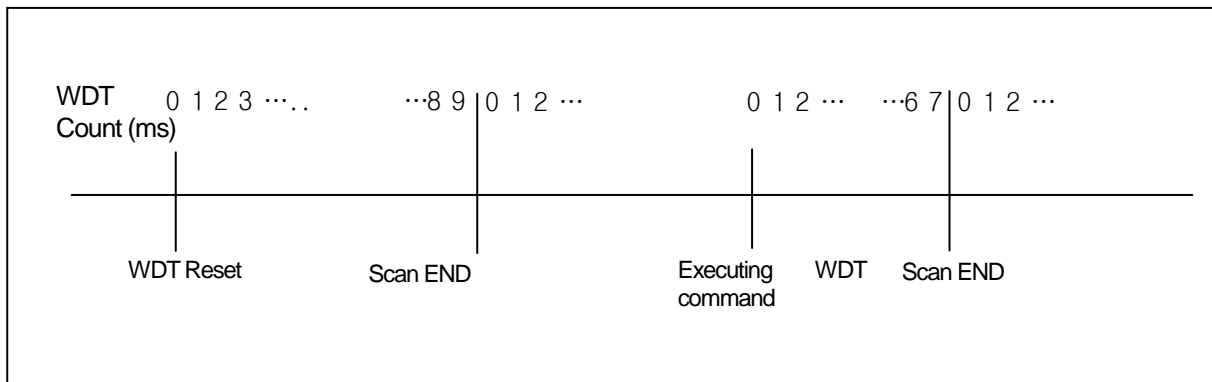 WDT
Count (ms)
0 1 2 3 ⋯.. ⋯8 9 0 1 2 ⋯ 0 1 2 ⋯ ⋯6 7 0 1 2 ⋯
WDT Reset
Scan END
Executing WDT
command
Scan END